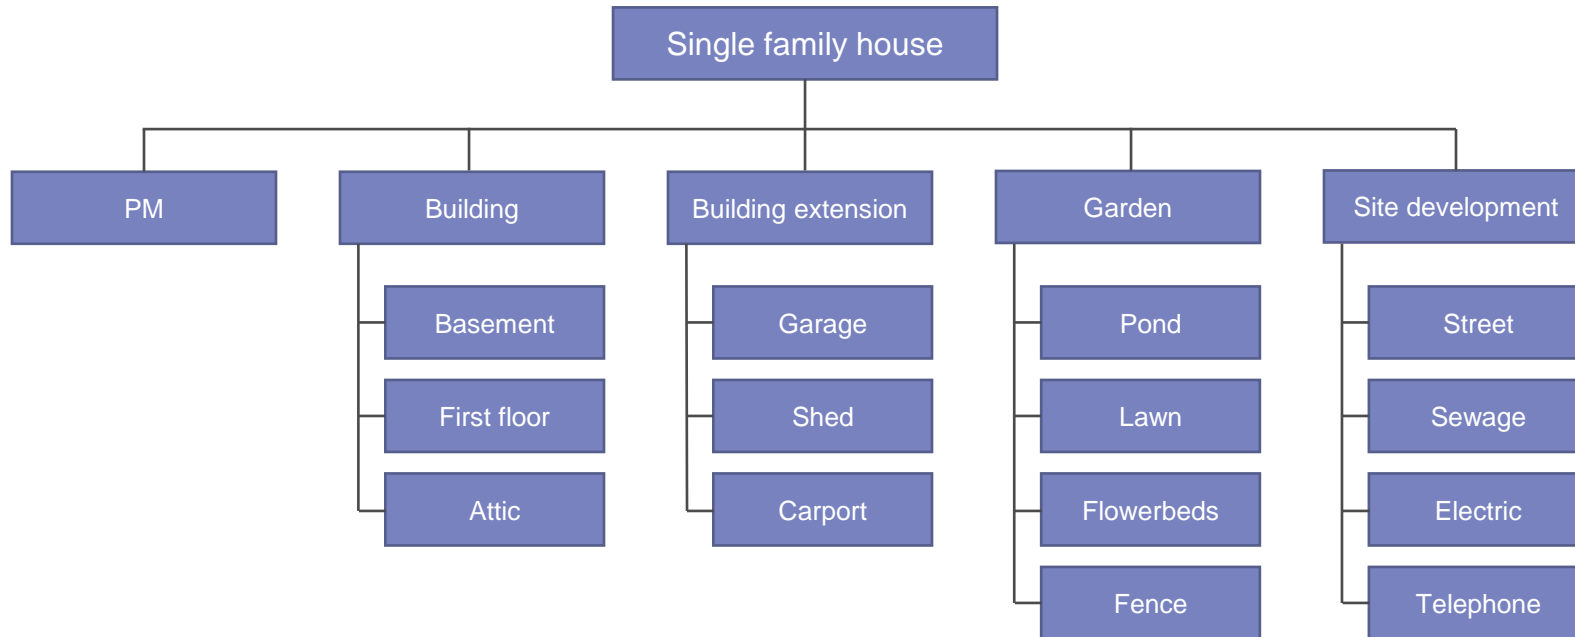 Single family house
PM
Building
Building extension
Garden
Site development
Basement
Garage
Pond
Street
First floor
Shed
Lawn
Sewage
Attic
Carport
Flowerbeds
Electric
Fence
Telephone